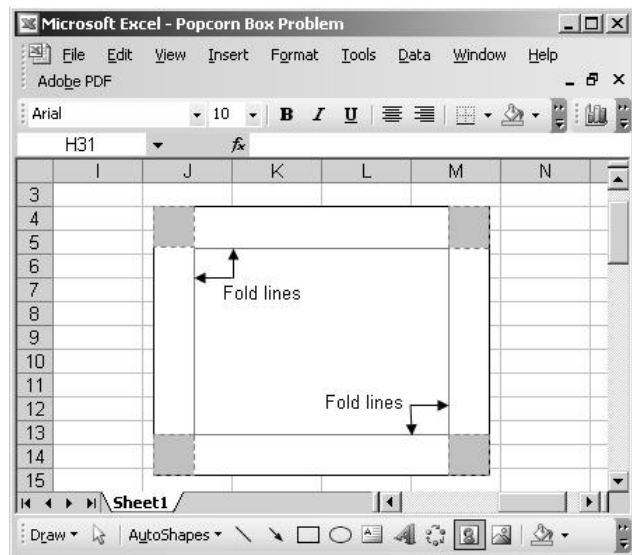 Microsoft Excel - Popcorn Box Problem
File Edit View Insert Format Tools Data Window Help
Adobe PDF
Arial 10 B I U
H31 fx
I J K L M N
3
4
5
6
7
Fold lines
8
9
10
11
12
Fold lines
13
14
15
Sheet1
Draw AutoShapes